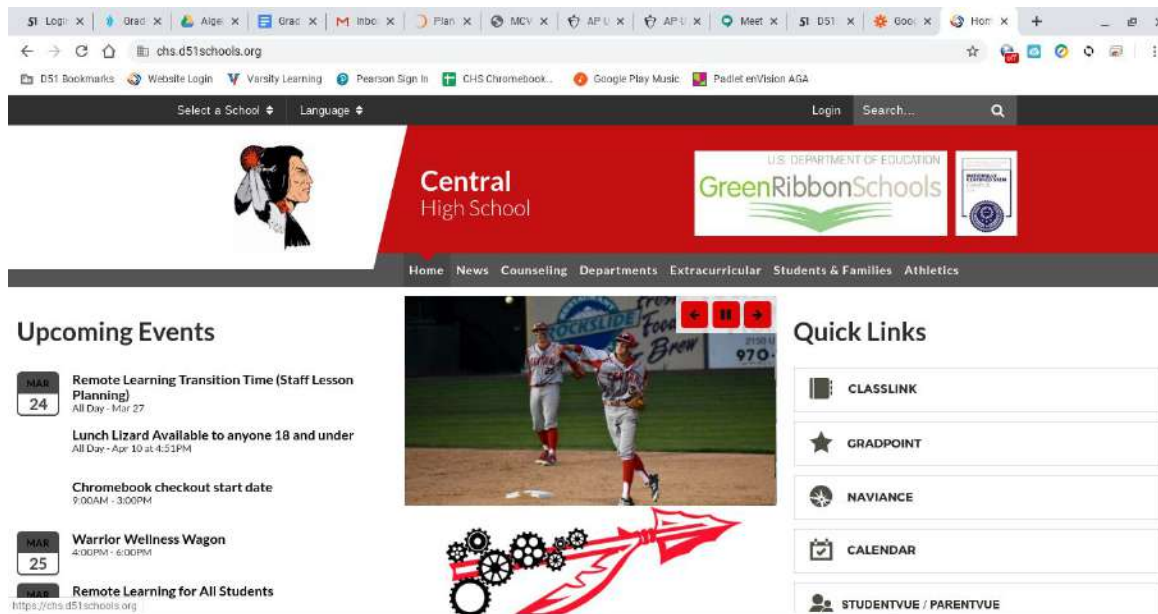 51 Login
Grad
Alge
Grad
Inbo
Plan
MCV
AP U
AP U
Meet
51 D51
Goo
Hom
chs.d51schools.org
off
D51 Bookmarks
Website Login
Varsity Learning
Pearson Sign In
CHS Chromebook...
Google Play Music
Padlet enVision AGA
Select a School
Language
Login
Search...
Central
High School
U.S. DEPARTMENT OF EDUCATION
GreenRibbonSchools
Home News Counseling Departments Extracurricular Students & Families Athletics
Upcoming Events
MAR
24
Remote Learning Transition Time (Staff Lesson
Planning)
All Day - Mar 27
Lunch Lizard Available to anyone 18 and under
All Day - Apr 10 at 4:51PM
Chromebook checkout start date
9:00AM - 3:00PM
MAR
25
Warrior Wellness Wagon
4:00PM - 6:00PM
MAR
Remote Learning for All Students
https://chs.d51schools.org
ROCKSLIDE
Food
Brew
970-
Quick Links
CLASSLINK
GRADPOINT
NAVIANCE
CALENDAR
STUDENTVUE / PARENTVUE